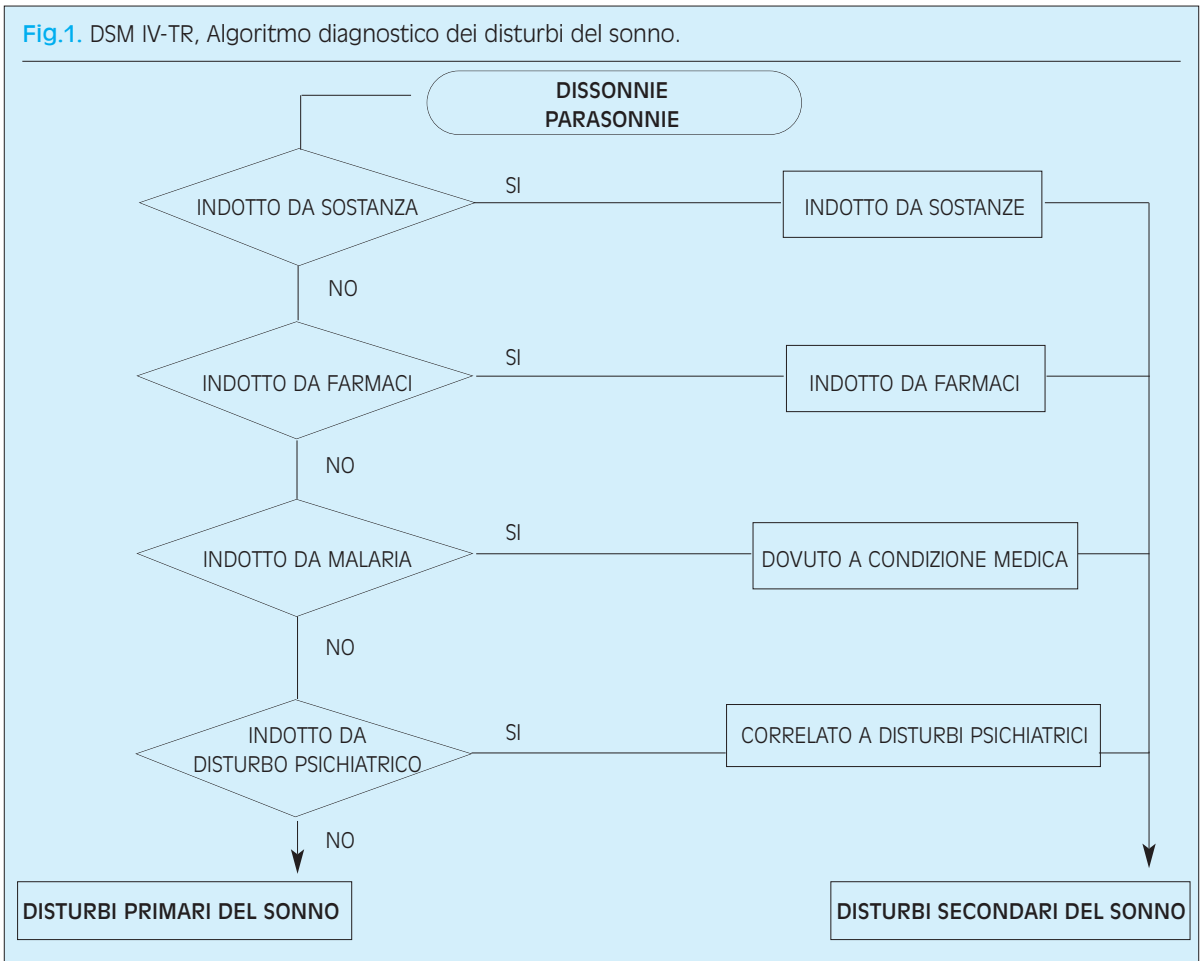 Fig.1. DSM IV-TR, Algoritmo diagnostico dei disturbi del sonno.
DISSONNIE
PARASONNIE
INDOTTO DA SOSTANZA
SI
INDOTTO DA SOSTANZE
NO
INDOTTO DA FARMACI
SI
INDOTTO DA FARMACI
NO
INDOTTO DA MALARIA
SI
DOVUTO A CONDIZIONE MEDICA
NO
INDOTTO DA
DISTURBO PSICHIATRICO
SI
CORRELATO A DISTURBI PSICHIATRICI
NO
DISTURBI PRIMARI DEL SONNO
DISTURBI SECONDARI DEL SONNO